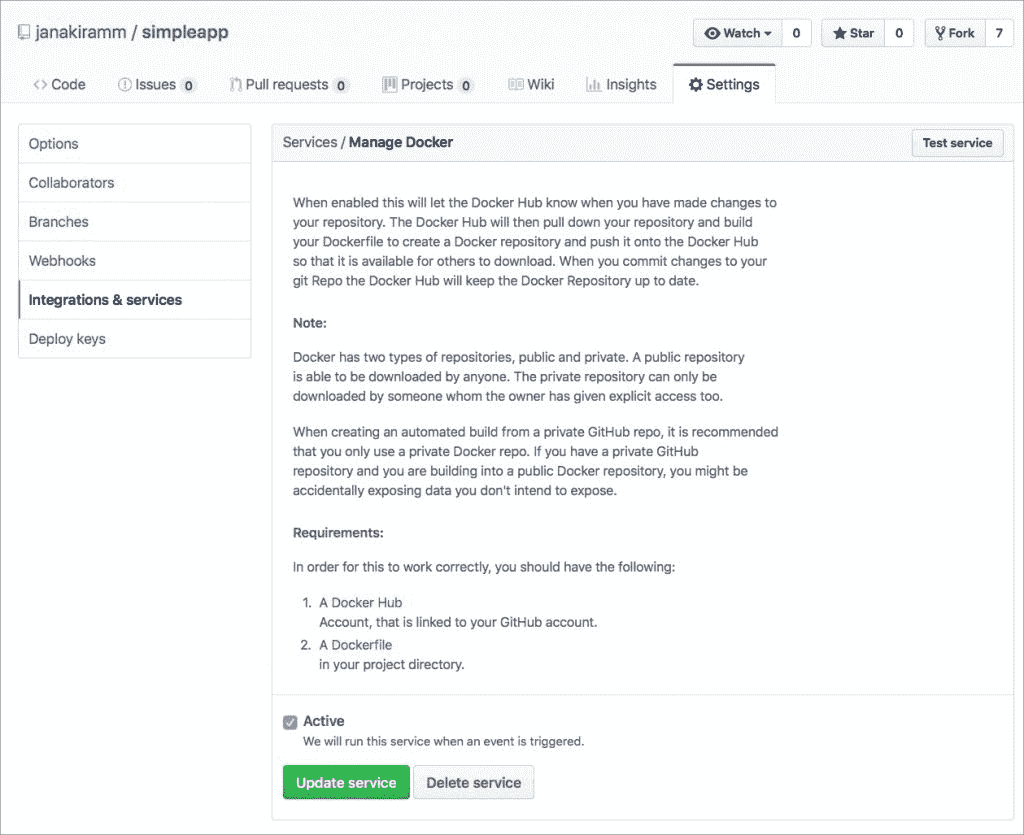 janakiramm / simpleapp
Watch 0 Star 0 Fork 7
Code Issues 0 Pull requests 0 Projects 0 Wiki Insights Settings
Options
Collaborators
Branches
Webhooks
Integrations & services
Deploy keys
Services / Manage Docker
Test service
When enabled this will let the Docker Hub know when you have made changes to
your repository. The Docker Hub will then pull down your repository and build
your Dockerfile to create a Docker repository and push it onto the Docker Hub
so that it is available for others to download. When you commit changes to your
git Repo the Docker Hub will keep the Docker Repository up to date.
Note:
Docker has two types of repositories, public and private. A public repository
is able to be downloaded by anyone. The private repository can only be
downloaded by someone whom the owner has given explicit access too.
When creating an automated build from a private GitHub repo, it is recommended
that you only use a private Docker repo. If you have a private GitHub
repository and you are building into a public Docker repository, you might be
accidentally exposing data you don't intend to expose.
Requirements:
In order for this to work correctly, you should have the following:
1. A Docker Hub
Account, that is linked to your GitHub account.
2. A Dockerfile
in your project directory.
Active
We will run this service when an event is triggered.
Update service Delete service